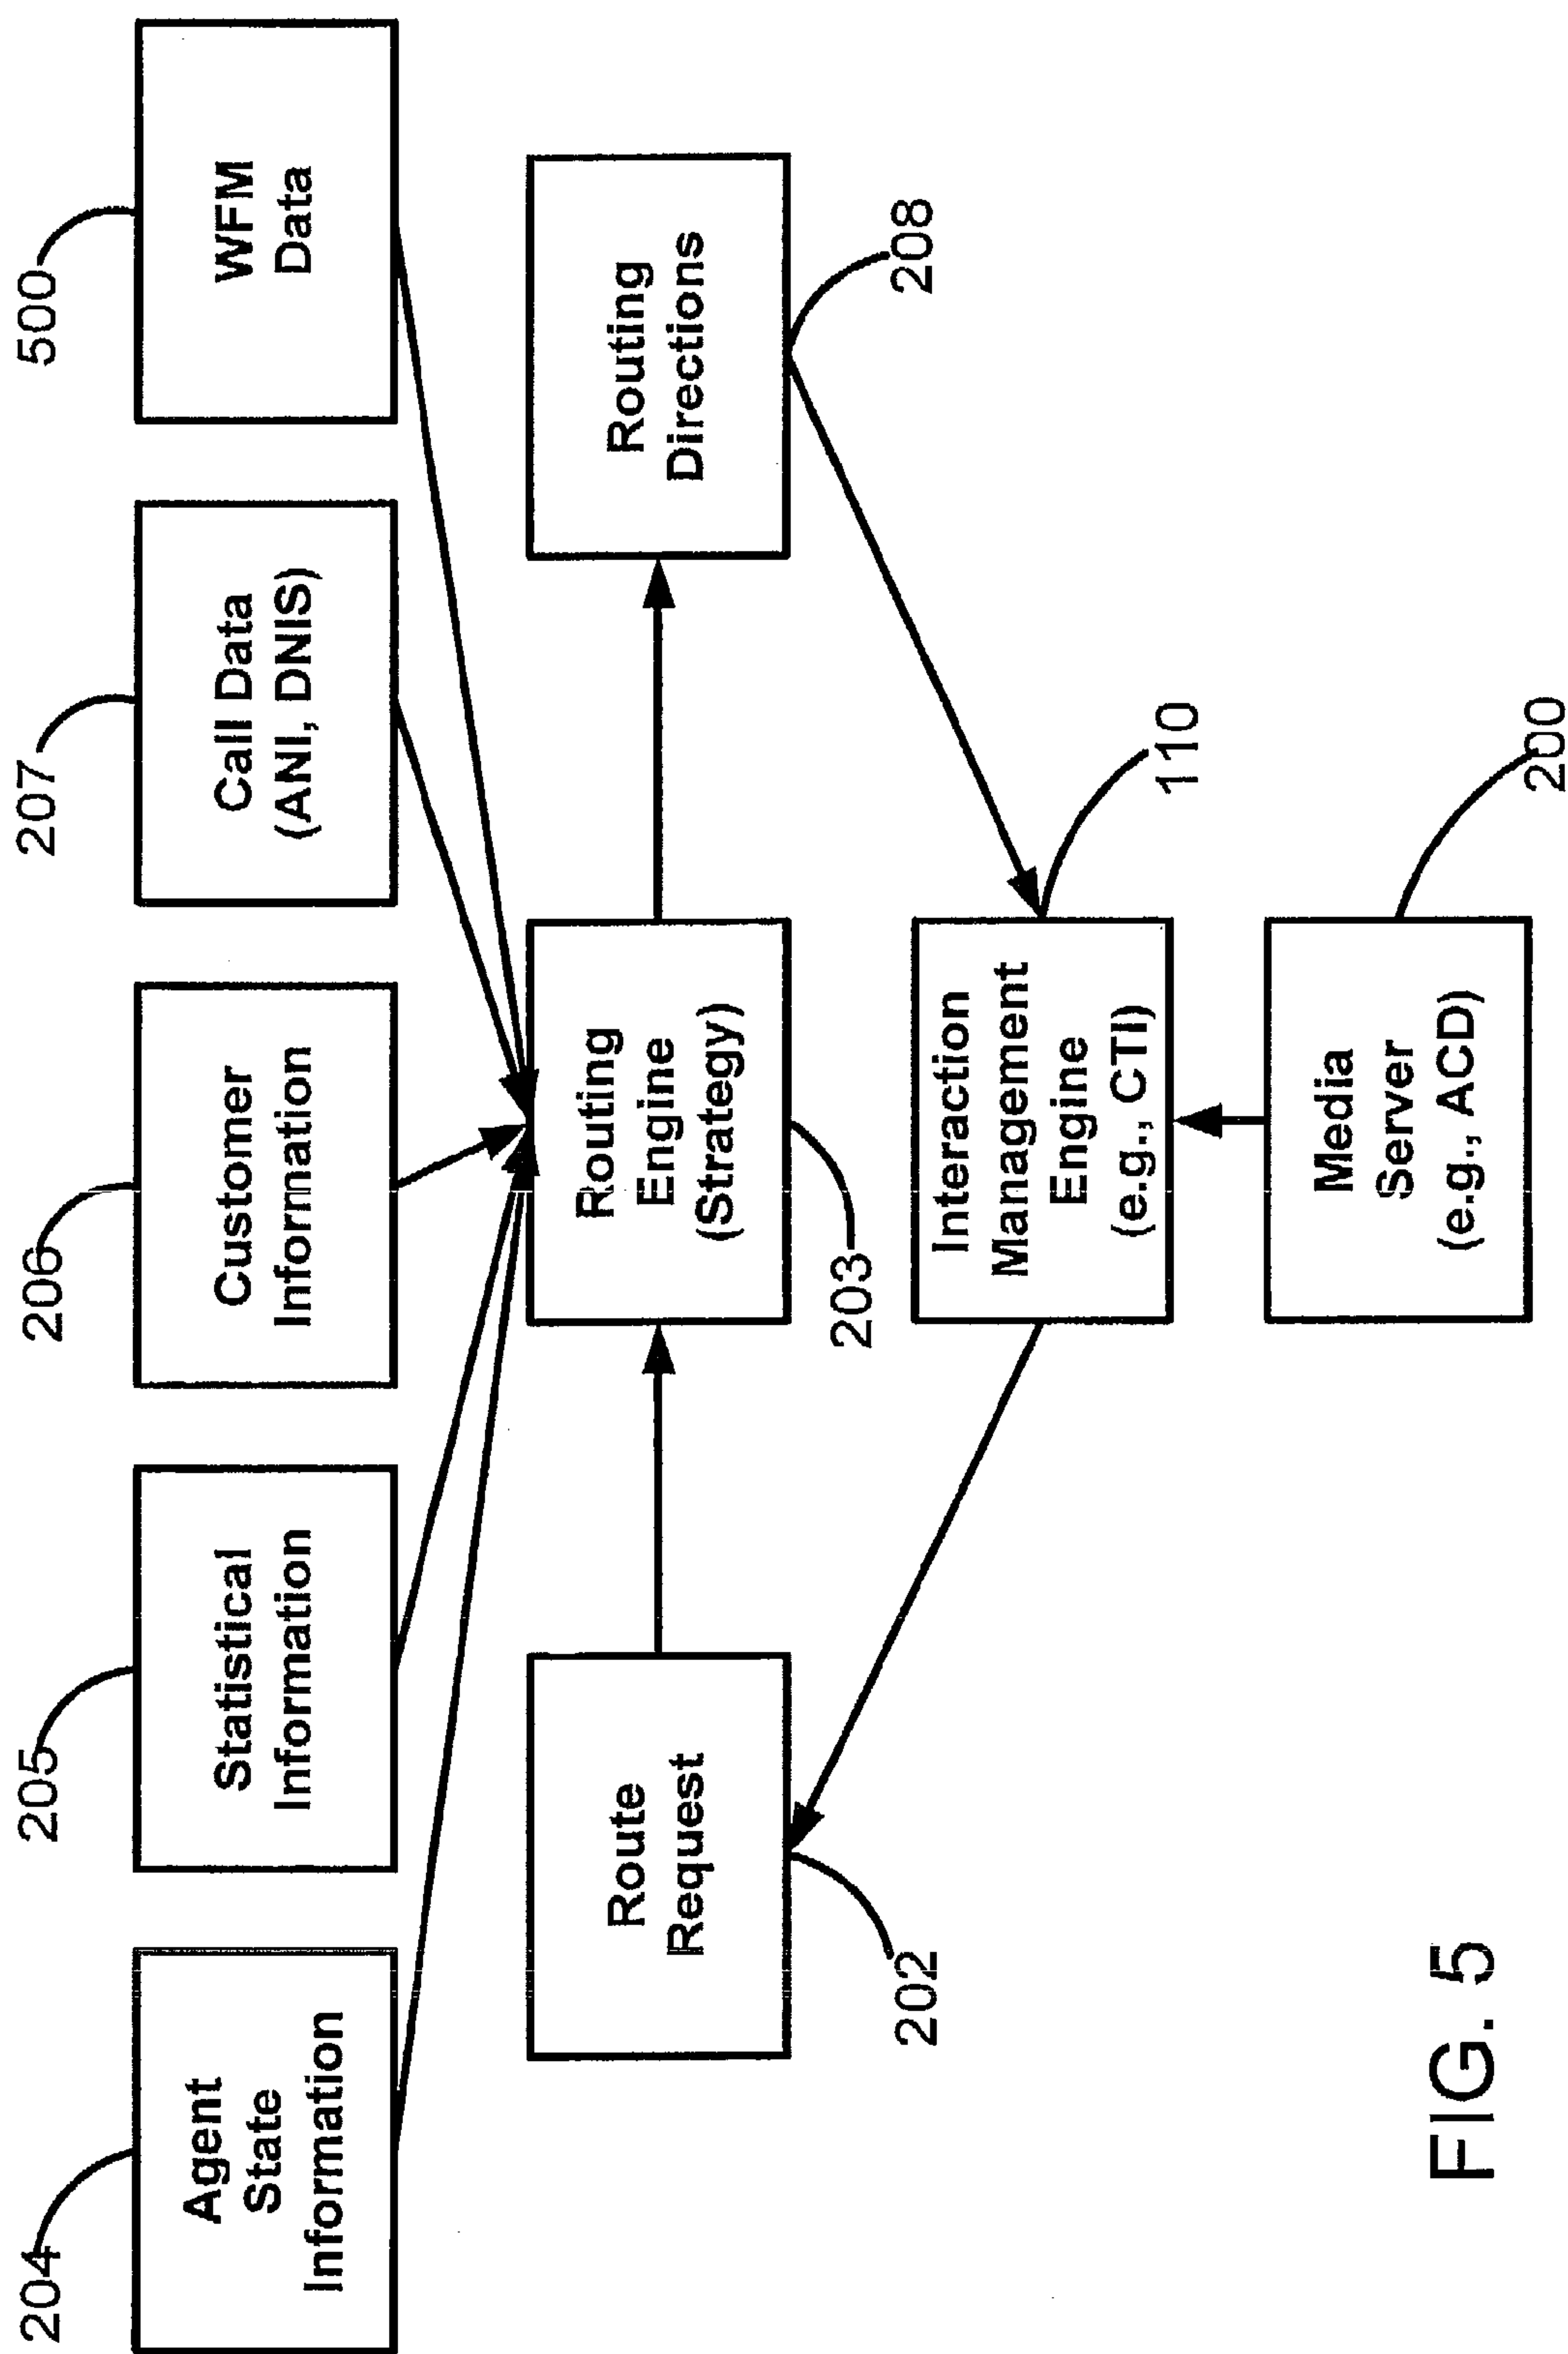 204
205
206
207
500
Agent
State
Information
Statistical
Information
Customer
Information
Call Data
(ANI, DNIS)
WFM
Data
Route
Request
Routing
Engine
(Strategy)
Routing
Directions
202
203
208
Interaction
Management
Engine
(e.g., CTI)
110
Media
Server
(e.g., ACD)
200
FIG. 5